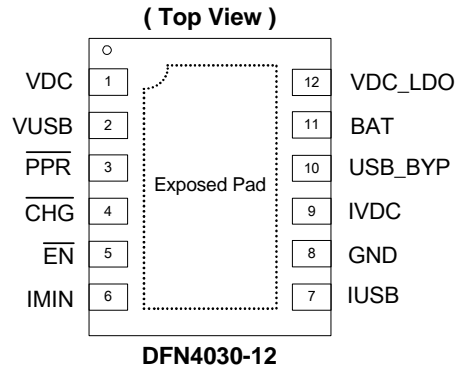 ( Top View )
VDC 1 12 VDC_LDO
VUSB 2 11 BAT
PPR 3 10 USB_BYP
Exposed Pad
CHG 4 9 IVDC
EN 5 8 GND
IMIN 6 7 IUSB
DFN4030-12